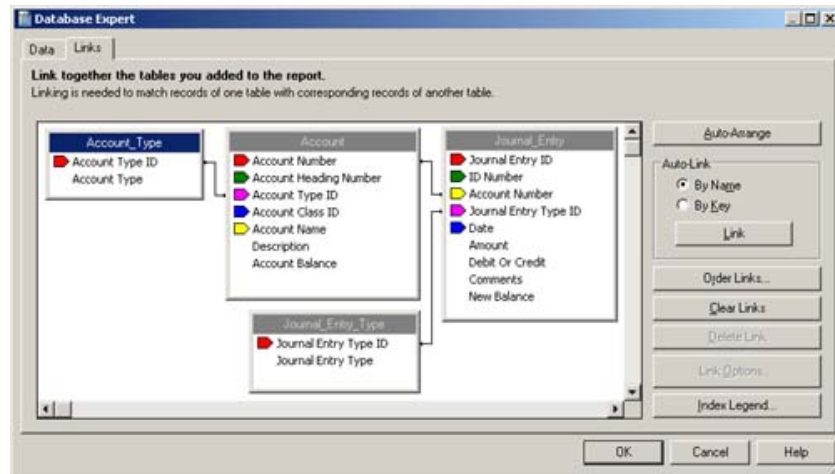 Database Expert
Data Links
Link together the tables you added to the report.
Linking is needed to match records of one table with corresponding records of another table.
Account_Type
Account Type ID
Account Type
Account
Account Number
Account Heading Number
Account Type ID
Account Class ID
Account Name
Description
Account Balance
Journal_Entry
Journal Entry ID
ID Number
Account Number
Journal Entry Type ID
Date
Amount
Debit Or Credit
Comments
New Balance
Journal_Entry_Type
Journal Entry Type ID
Journal Entry Type
Auto-Arrange
Auto-Link
By Name
By Key
Link
Order Links...
Clear Links
Delete Link
Link Options...
Index Legend...
OK Cancel Help